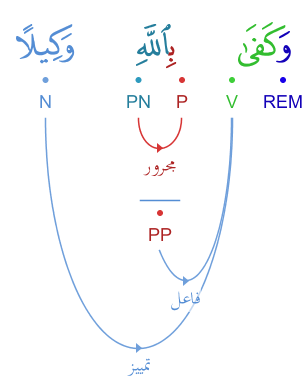 وَكَفَىٰ بِٱللَّهِ وَكِيلًا
REM V P PN N
مجرور
PP
فاعل
تمييز